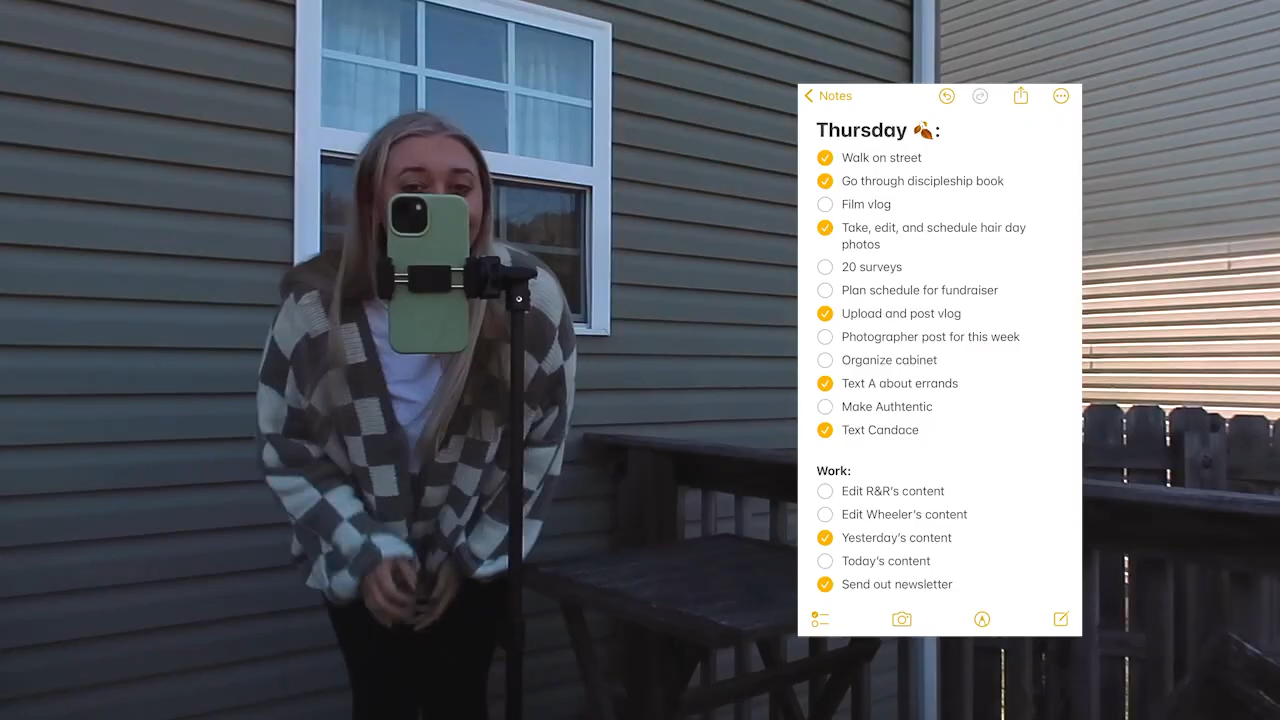 Notes
Thursday 🍂:
Walk on street
Go through discipleship book
Film vlog
Take, edit, and schedule hair day
photos
20 surveys
Plan schedule for fundraiser
Upload and post vlog
Photographer post for this week
Organize cabinet
Text A about errands
Make Authtentic
Text Candace
Work:
Edit R&R's content
Edit Wheeler's content
Yesterday's content
Today's content
Send out newsletter